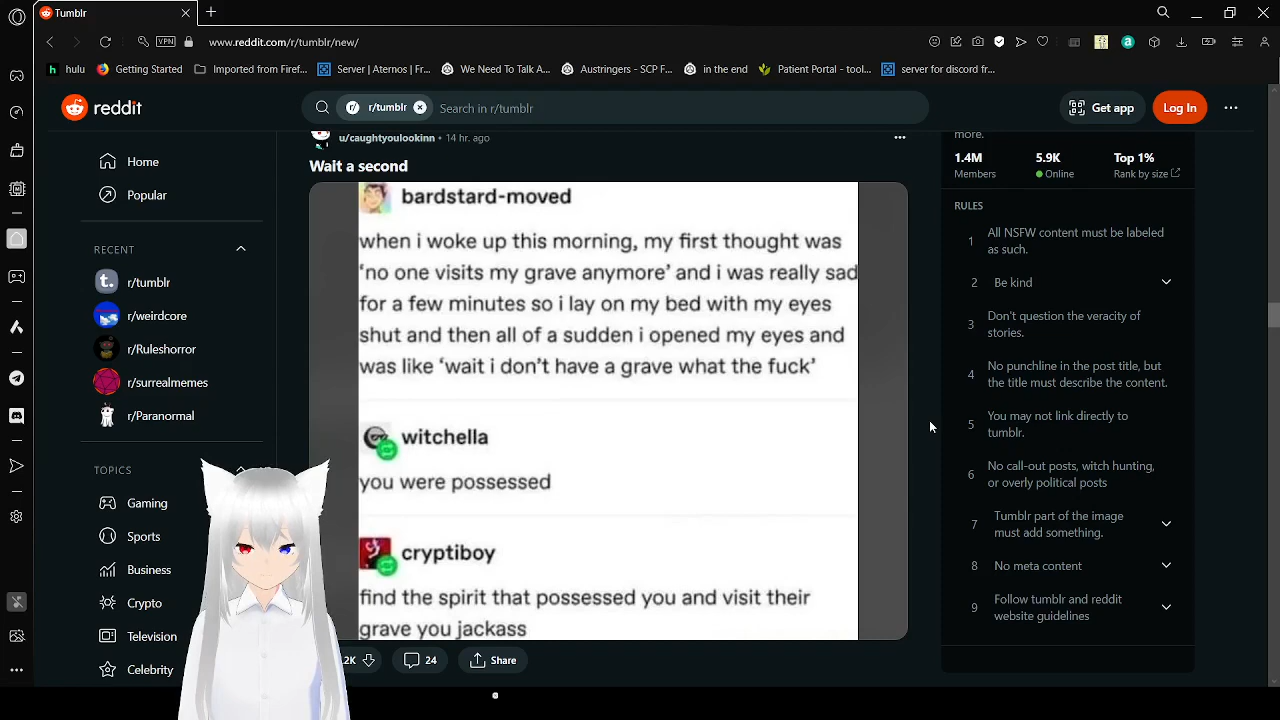 Tumblr
VPN
www.reddit.com/r/tumblr/new/
hulu
Getting Started
Imported from Firef...
Server | Aternos | Fr...
We Need To Talk A...
Austringers - SCP F...
in the end
Patient Portal - tool...
server for discord fr...
reddit
r/ r/tumblr
Search in r/tumblr
Get app
Log In
Home
Popular
RECENT
r/tumblr
r/weirdcore
r/Ruleshorror
r/surrealmemes
r/Paranormal
TOPICS
Gaming
Sports
Business
Crypto
Television
Celebrity
u/caughtyoulookinn • 14 hr. ago
Wait a second
bardstard-moved
when i woke up this morning, my first thought was
‘no one visits my grave anymore’ and i was really sad
for a few minutes so i lay on my bed with my eyes
shut and then all of a sudden i opened my eyes and
was like ‘wait i don’t have a grave what the fuck’
witchella
you were possessed
cryptiboy
find the spirit that possessed you and visit their
grave you jackass
24
Share
more.
1.4M
Members
5.9K
Online
Top 1%
Rank by size
RULES
1 All NSFW content must be labeled
as such.
2 Be kind
3 Don't question the veracity of
stories.
4 No punchline in the post title, but
the title must describe the content.
5 You may not link directly to
tumblr.
6 No call-out posts, witch hunting,
or overly political posts
7 Tumblr part of the image
must add something.
8 No meta content
9 Follow tumblr and reddit
website guidelines